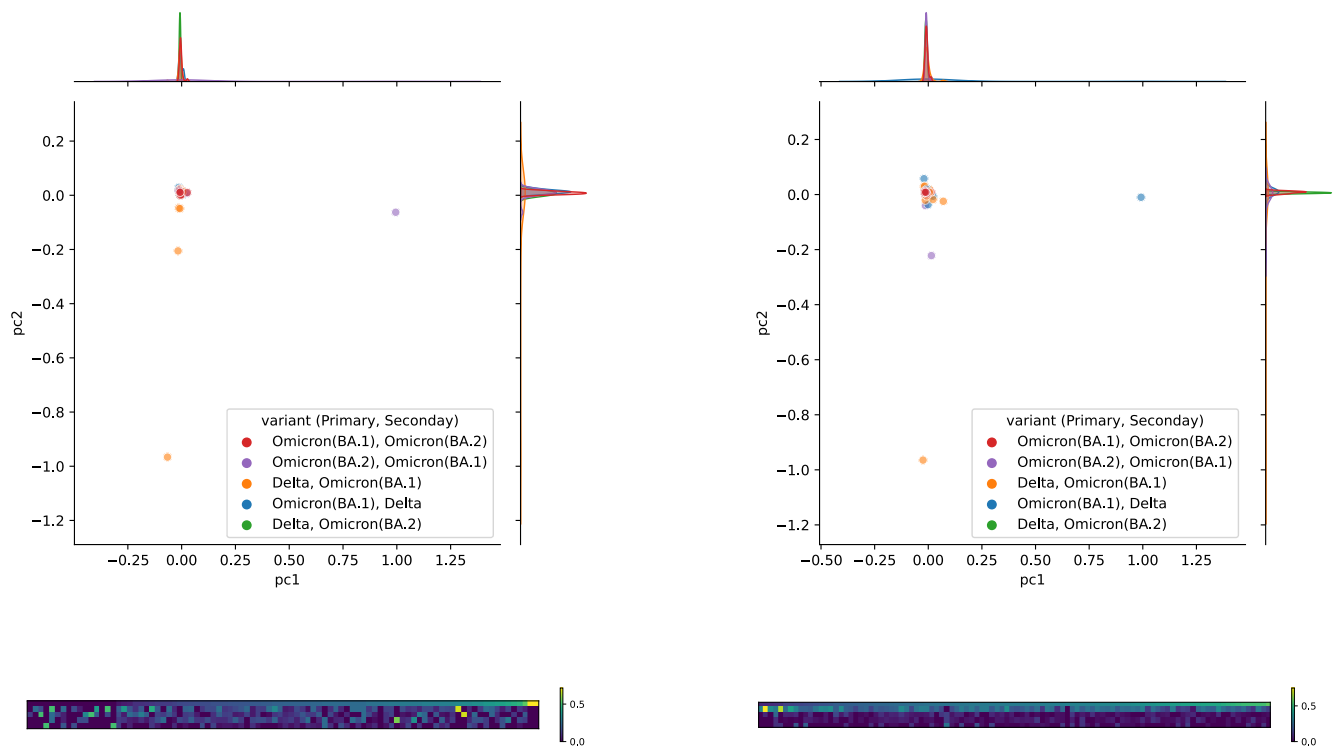 0.2
0.0
−0.2
−0.4
−0.6
−0.8
−1.0
−1.2
pc2
variant (Primary, Seconday)
Omicron(BA.1), Omicron(BA.2)
Omicron(BA.2), Omicron(BA.1)
Delta, Omicron(BA.1)
Omicron(BA.1), Delta
Delta, Omicron(BA.2)
−0.25 0.00 0.25 0.50 0.75 1.00 1.25
pc1
0.2
0.0
−0.2
−0.4
−0.6
−0.8
−1.0
−1.2
pc2
variant (Primary, Seconday)
Omicron(BA.1), Omicron(BA.2)
Omicron(BA.2), Omicron(BA.1)
Delta, Omicron(BA.1)
Omicron(BA.1), Delta
Delta, Omicron(BA.2)
−0.50 −0.25 0.00 0.25 0.50 0.75 1.00 1.25
pc1
0.5
0.0
0.5
0.0